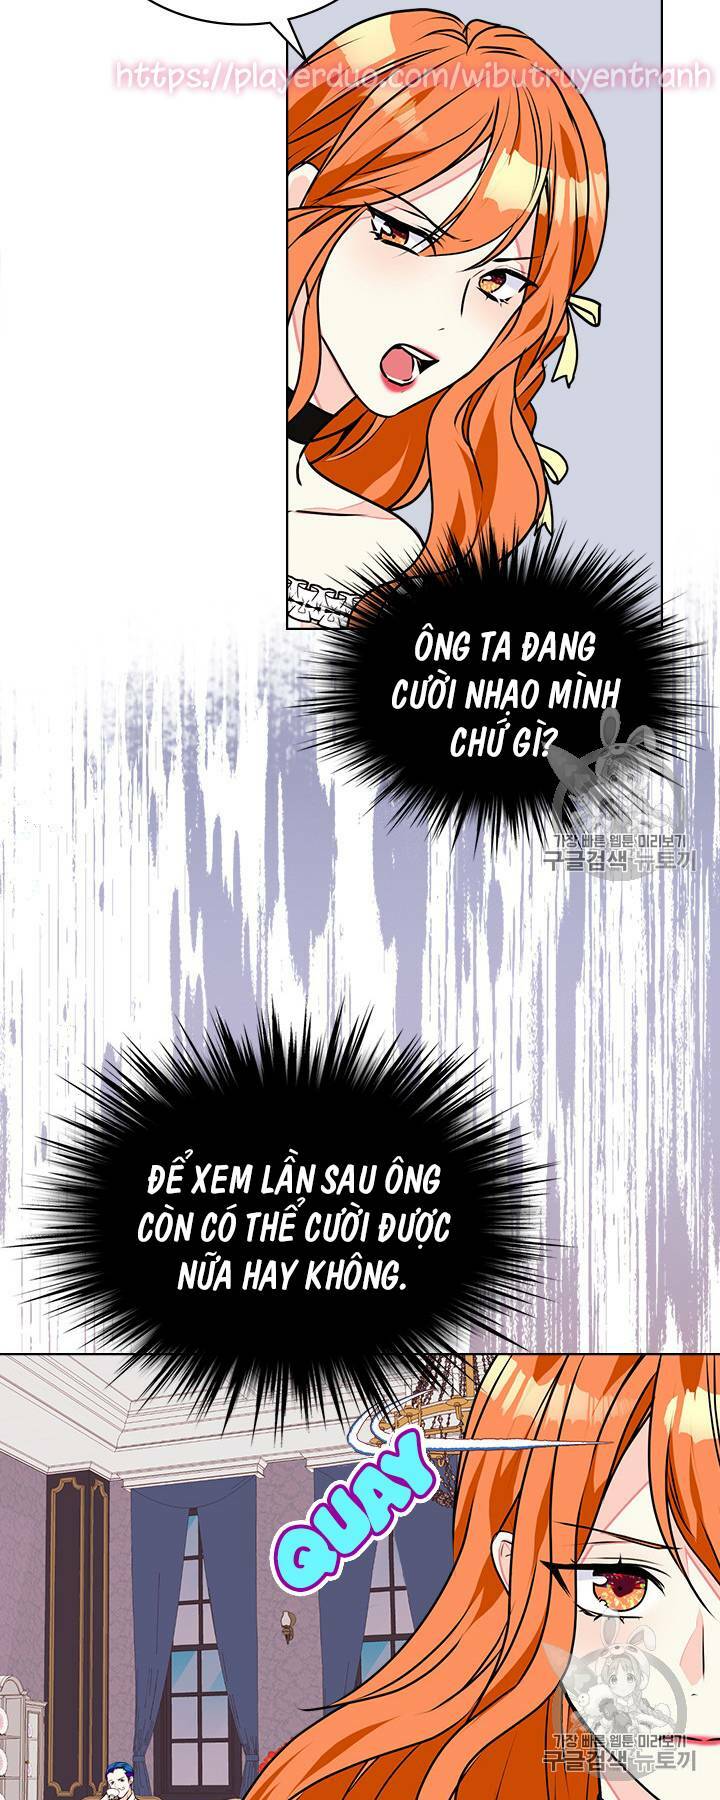 https://playerduo.com/wibutruyentranh
ÔNG TA ĐANG
CƯỜI NHẠO MÌNH
CHỨ GÌ?
가장 빠른 웹툰 미리보기
구글검색 뉴토끼
ĐỂ XEM LẦN SAU ÔNG
CÒN CÓ THỂ CƯỜI ĐƯỢC
NỮA HAY KHÔNG.
QUAY
가장 빠른 웹툰 미리보기
구글검색 뉴토끼